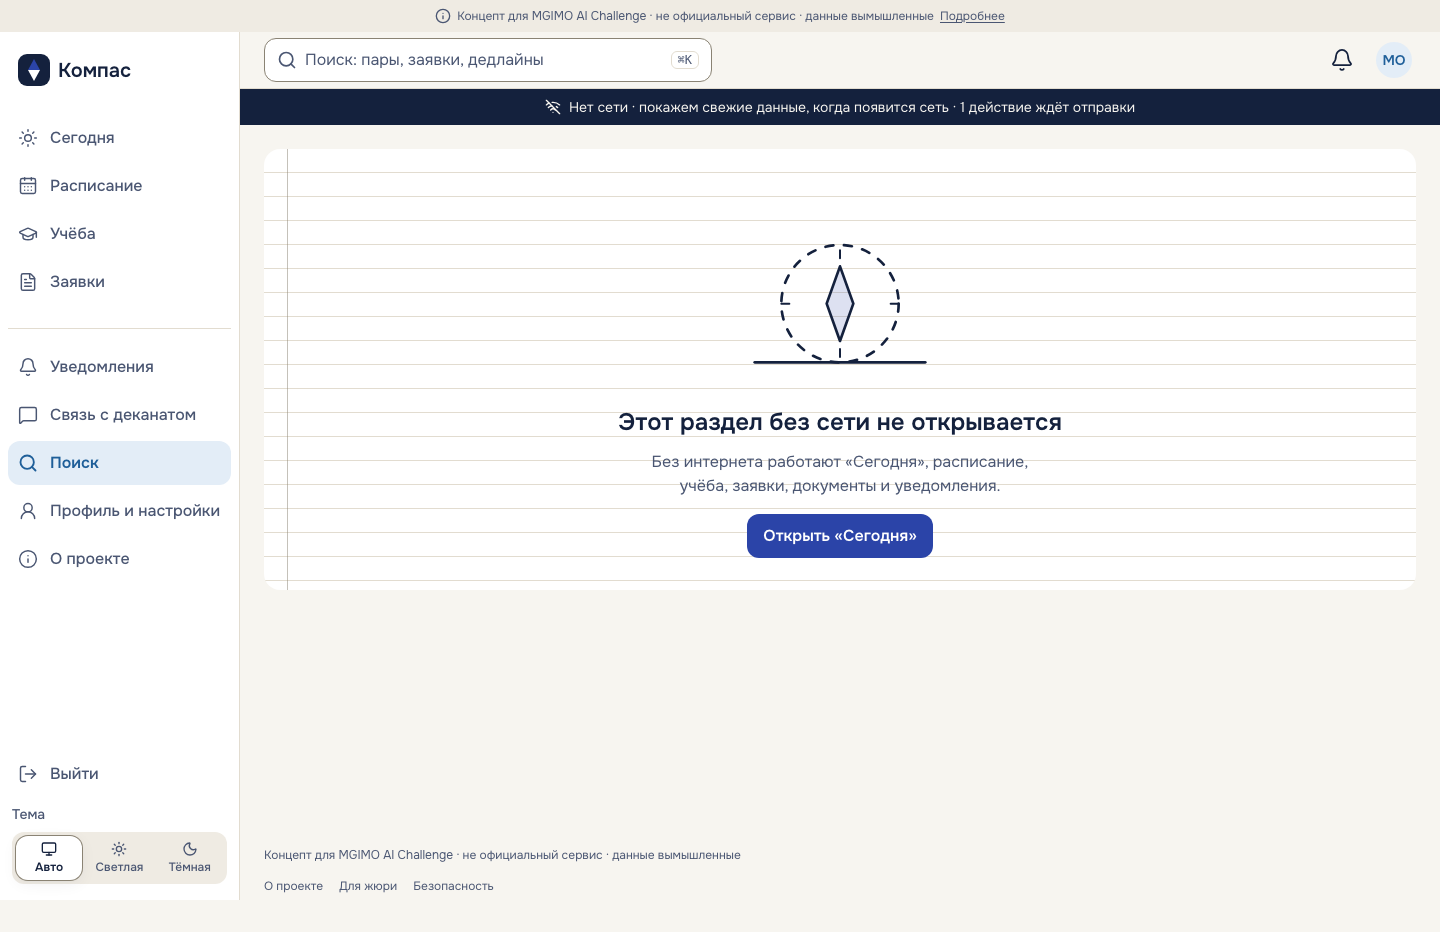 Концепт для MGIMO AI Challenge · не официальный сервис · данные вымышленные Подробнее
Компас
Поиск: пары, заявки, дедлайны
⌘K
МО
Нет сети · покажем свежие данные, когда появится сеть · 1 действие ждёт отправки
Сегодня
Расписание
Учёба
Заявки
Уведомления
Связь с деканатом
Поиск
Профиль и настройки
О проекте
Этот раздел без сети не открывается
Без интернета работают «Сегодня», расписание,
учёба, заявки, документы и уведомления.
Открыть «Сегодня»
Выйти
Тема
Авто
Светлая
Тёмная
Концепт для MGIMO AI Challenge · не официальный сервис · данные вымышленные
О проекте
Для жюри
Безопасность